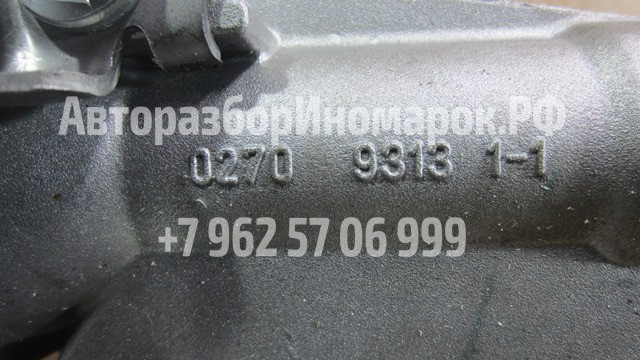 АвторазборИномарок.РФ
0270 9313 1-1
+7 962 57 06 999